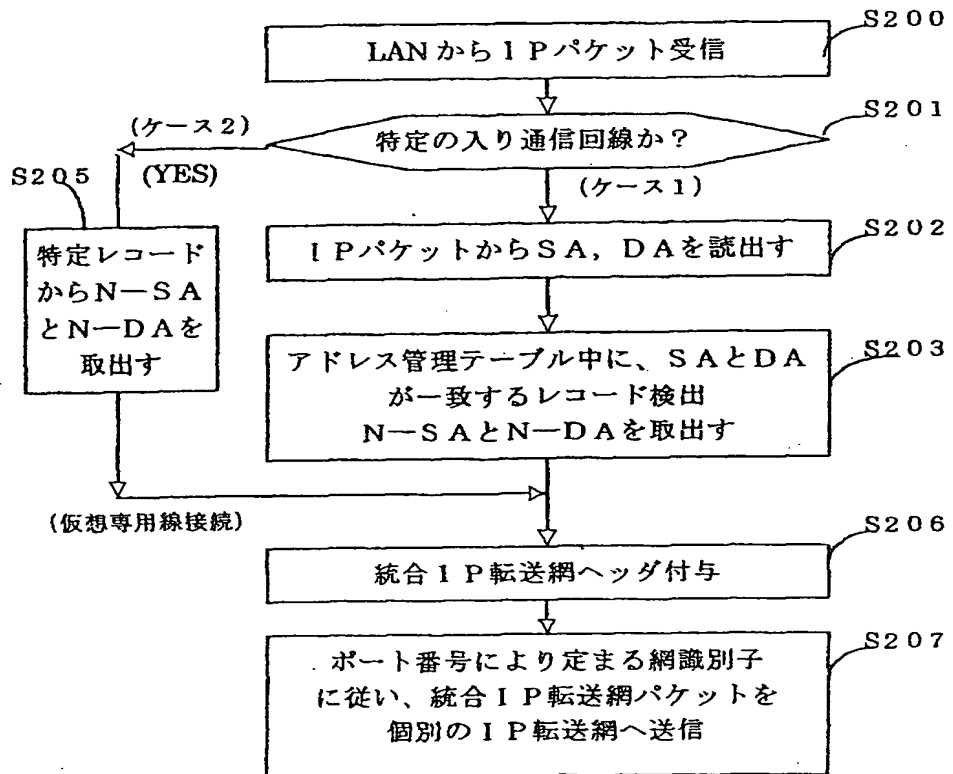 S200
LANからIPパケット受信
S201
特定の入り通信回線か?
(ケース2)
(YES)
(ケース1)
S205
特定レコード
からN—SA
とN—DAを
取出す
S202
IPパケットからSA, DAを読出す
S203
アドレス管理テーブル中に、SAとDA
が一致するレコード検出
N—SAとN—DAを取出す
(仮想専用線接続)
S206
統合IP転送網ヘッダ付与
S207
ポート番号により定まる網識別子
に従い、統合IP転送網パケットを
個別のIP転送網へ送信